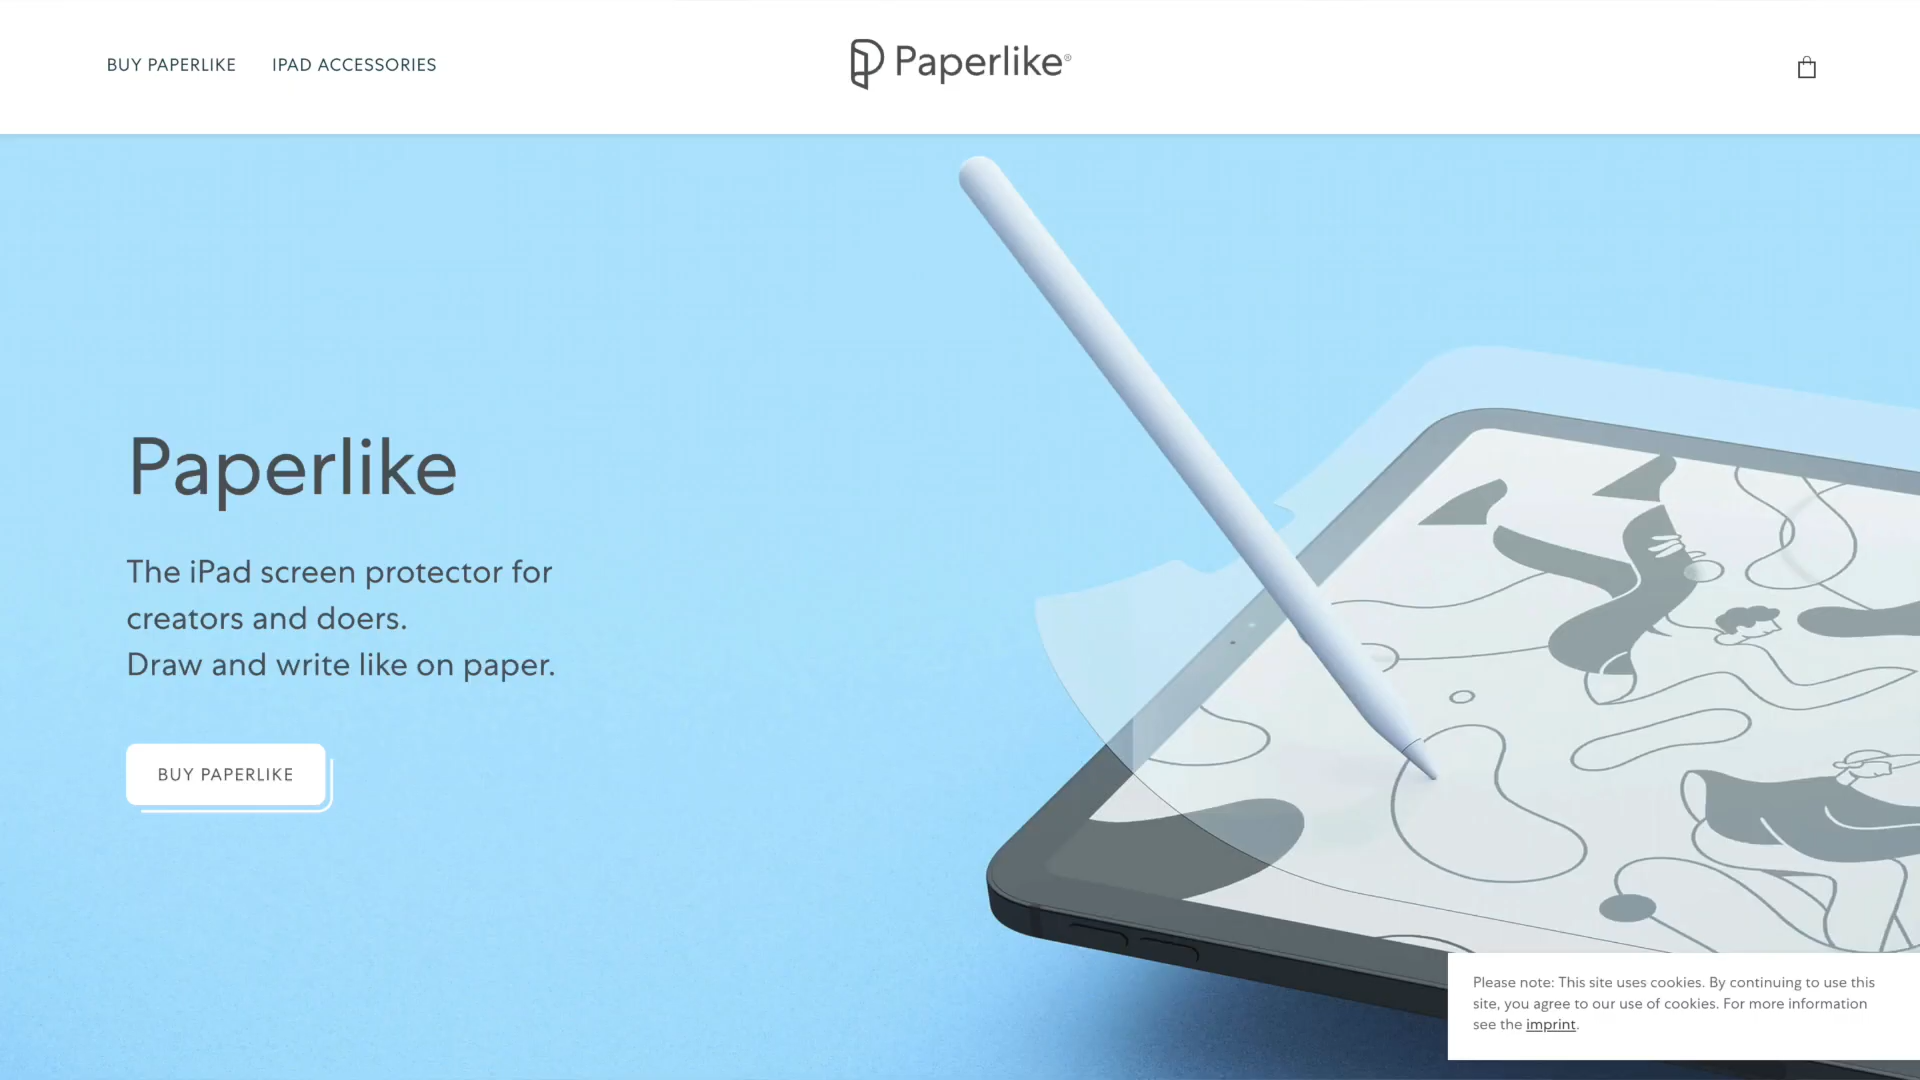 BUY PAPERLIKE
IPAD ACCESSORIES
Paperlike®
Paperlike
The iPad screen protector for
creators and doers.
Draw and write like on paper.
BUY PAPERLIKE
Please note: This site uses cookies. By continuing to use this
site, you agree to our use of cookies. For more information
see the imprint.